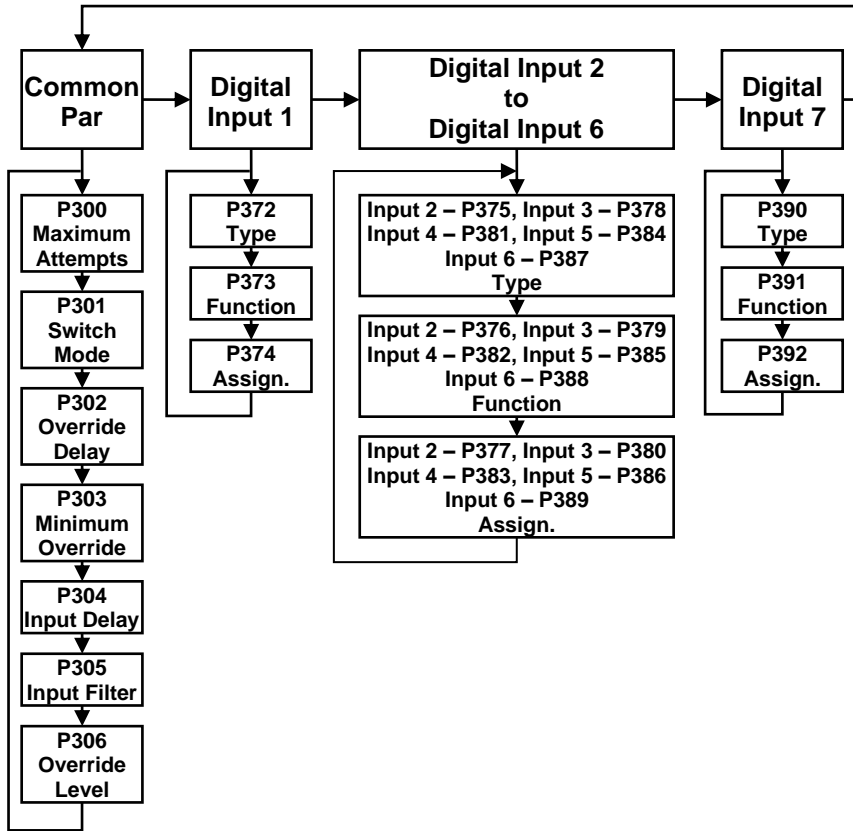 Common
Par
Digital
Input 1
Digital Input 2
to
Digital Input 6
Digital
Input 7
P300
Maximum
Attempts
P301
Switch
Mode
P302
Override
Delay
P303
Minimum
Override
P304
Input Delay
P305
Input Filter
P306
Override
Level
P372
Type
P373
Function
P374
Assign.
Input 2 – P375, Input 3 – P378
Input 4 – P381, Input 5 – P384
Input 6 – P387
Type
Input 2 – P376, Input 3 – P379
Input 4 – P382, Input 5 – P385
Input 6 – P388
Function
Input 2 – P377, Input 3 – P380
Input 4 – P383, Input 5 – P386
Input 6 – P389
Assign.
P390
Type
P391
Function
P392
Assign.